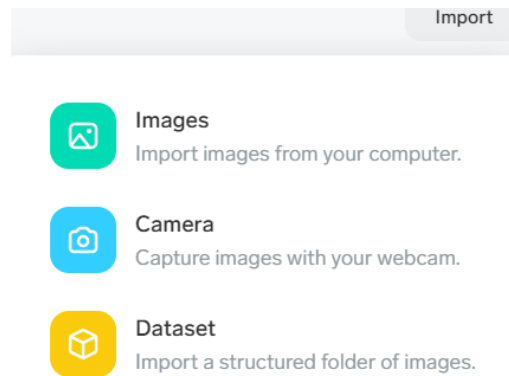 Import
Images
Import images from your computer.
Camera
Capture images with your webcam.
Dataset
Import a structured folder of images.